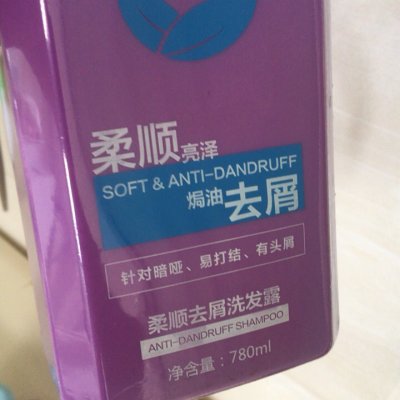 柔顺亮泽
SOFT & ANTI-DANDRUFF
焗油去屑
针对暗哑、易打结、有头屑
柔顺去屑洗发露
ANTI-DANDRUFF SHAMPOO
净含量：780ml